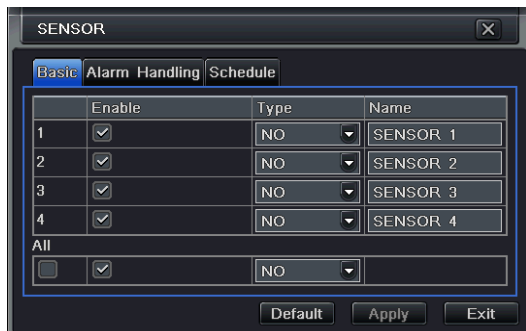 SENSOR
Basic Alarm Handling Schedule
Enable Type Name
1 NO SENSOR 1
2 NO SENSOR 2
3 NO SENSOR 3
4 NO SENSOR 4
All
NO
Default Apply Exit